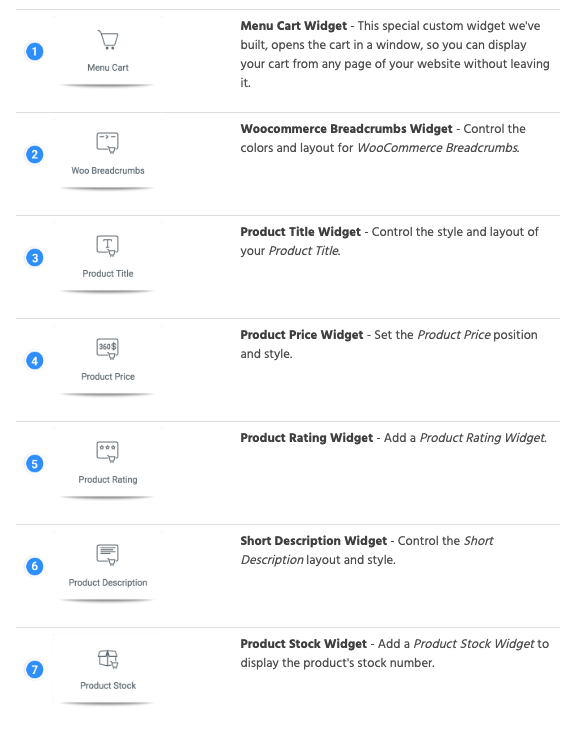 1
Menu Cart
Menu Cart Widget - This special custom widget we've
built, opens the cart in a window, so you can display
your cart from any page of your website without leaving
it.
2
Woo Breadcrumbs
Woocommerce Breadcrumbs Widget - Control the
colors and layout for WooCommerce Breadcrumbs.
3
T
Product Title
Product Title Widget - Control the style and layout of
your Product Title.
4
360$
Product Price
Product Price Widget - Set the Product Price position
and style.
5
Product Rating
Product Rating Widget - Add a Product Rating Widget.
6
Product Description
Short Description Widget - Control the Short
Description layout and style.
7
Product Stock
Product Stock Widget - Add a Product Stock Widget to
display the product's stock number.